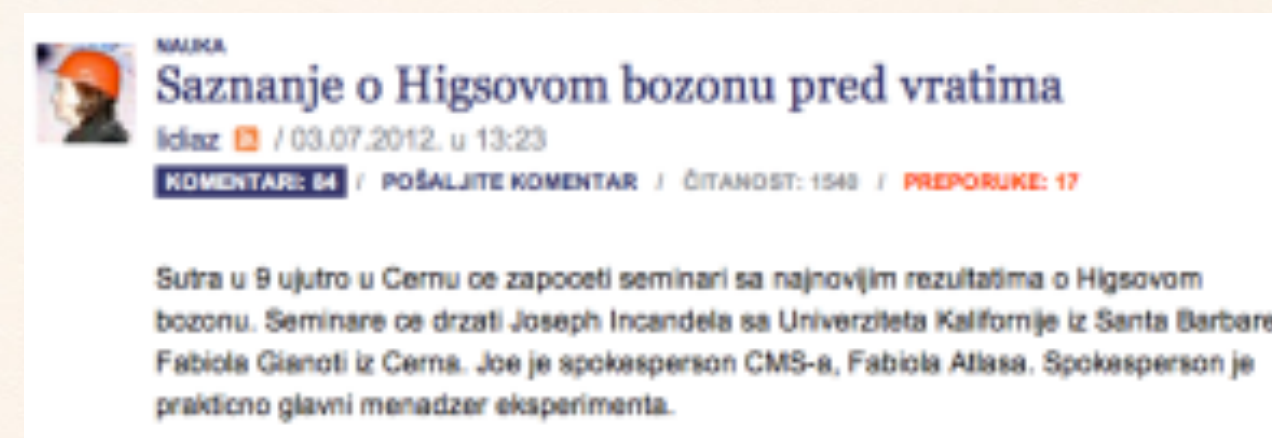 NAUKA
Saznanje o Higsovom bozonu pred vratima
lidiaz / 03.07.2012. u 13:23
KOMENTARI: 84 / POŠALJITE KOMENTAR / ČITANOST: 1540 / PREPORUKE: 17
Sutra u 9 ujutro u Cernu ce zapoceti seminari sa najnovijim rezultatima o Higsovom
bozonu. Seminare ce drzati Joseph Incandela sa Univerziteta Kalifornije iz Santa Barbare
Fabiola Gianoti iz Cerna. Joe je spokesperson CMS-a, Fabiola Atlasa. Spokesperson je
prakticno glavni menadzer eksperimenta.